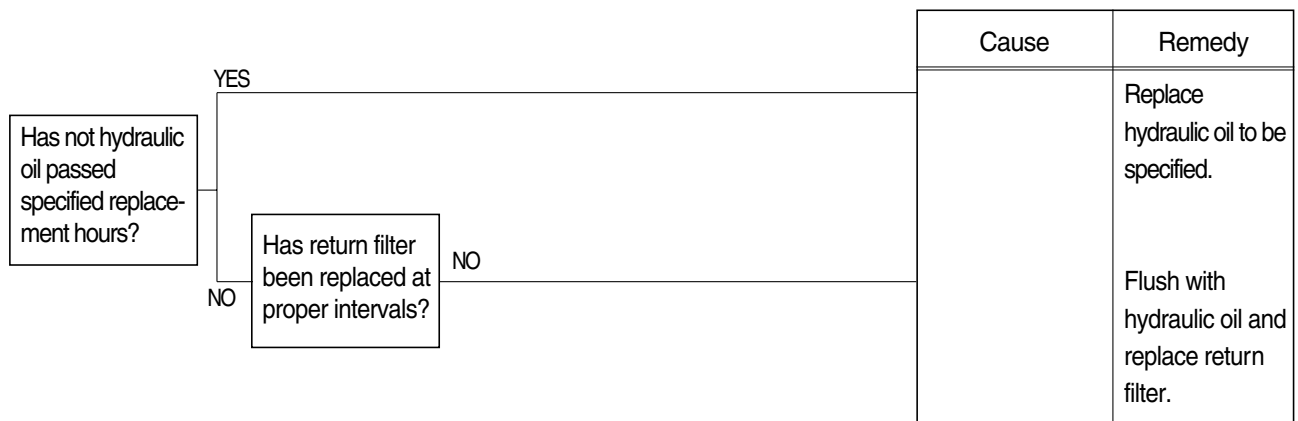 Cause
Remedy
YES
Replace
hydraulic oil to be
specified.
Has not hydraulic
oil passed
specified replace-
ment hours?
NO
Has return filter
been replaced at
proper intervals?
NO
Flush with
hydraulic oil and
replace return
filter.